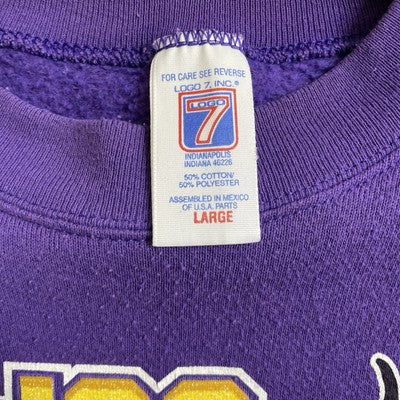 FOR CARE SEE REVERSE
LOGO 7, INC.®
LOGO
7
INDIANAPOLIS
INDIANA 46226
50% COTTON/
50% POLYESTER
ASSEMBLED IN MEXICO
OF U.S.A. PARTS
LARGE